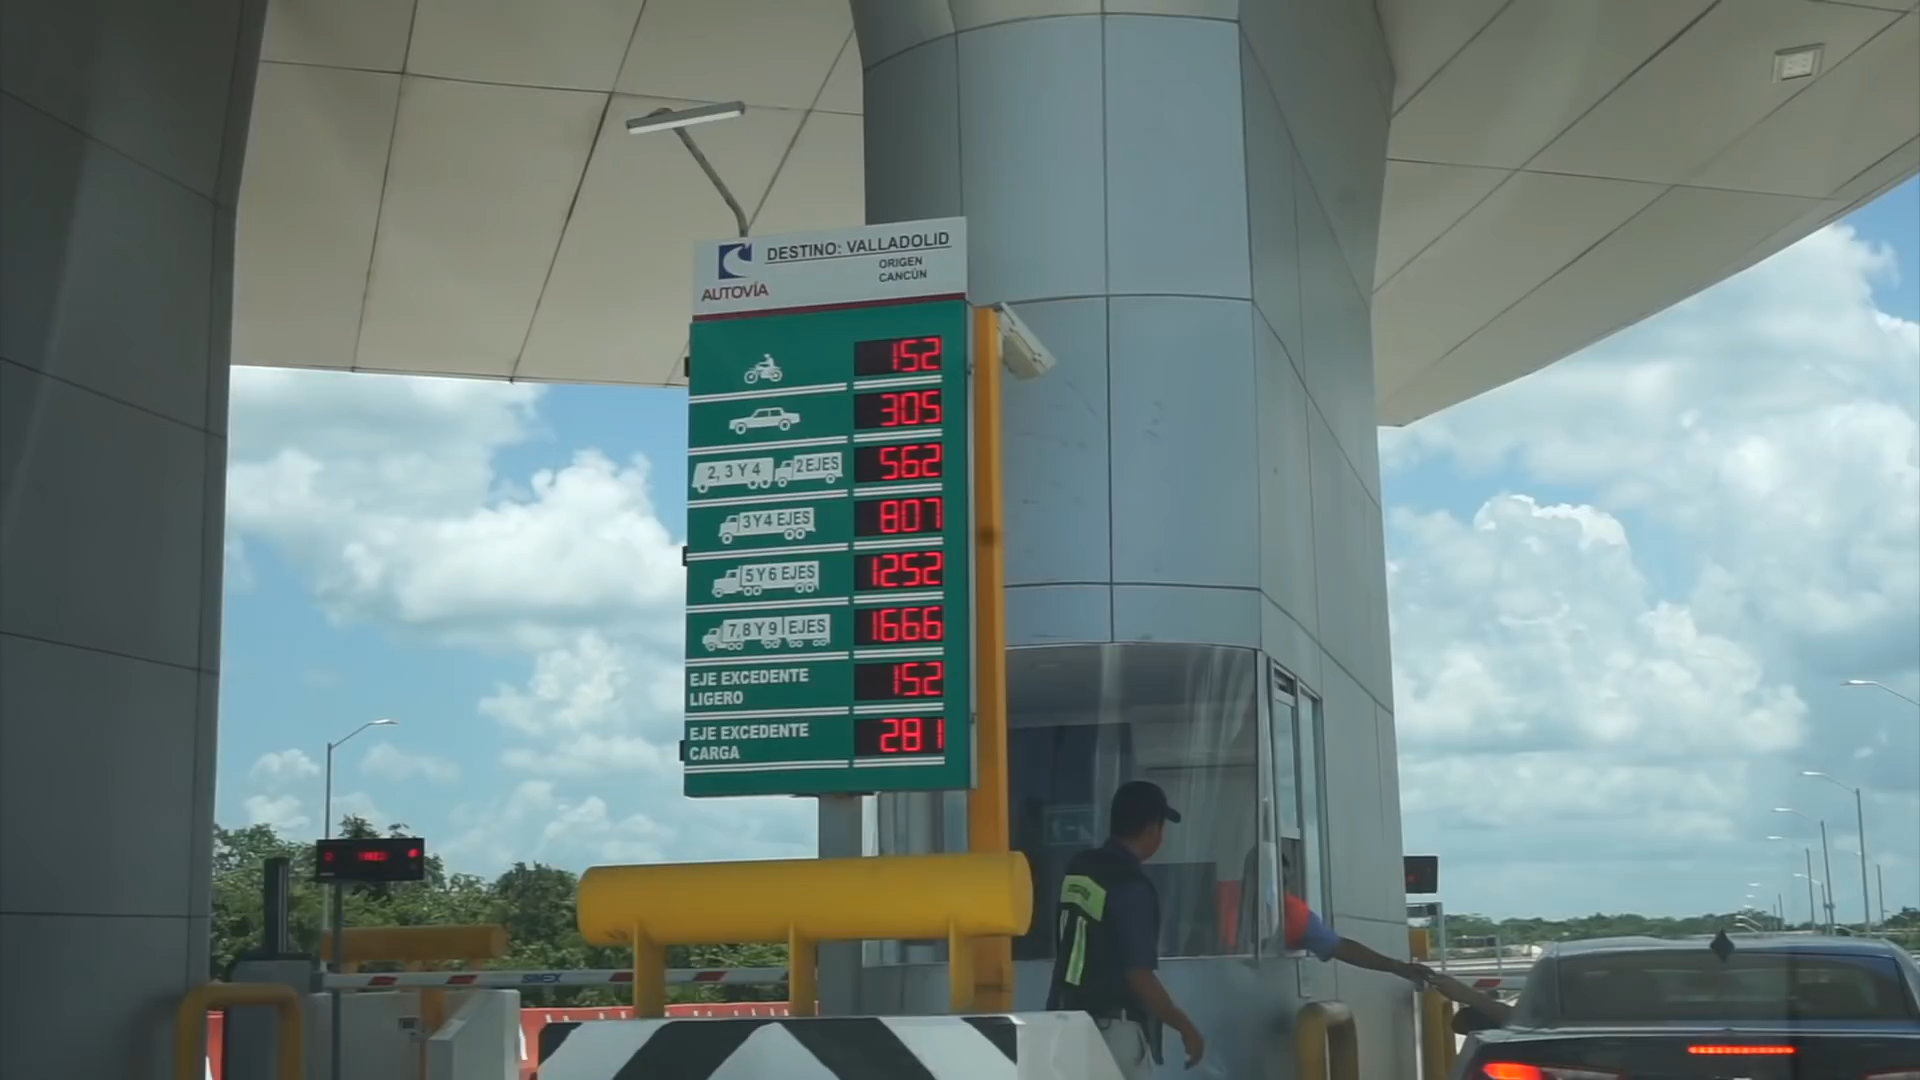 DESTINO: VALLADOLID
ORIGEN
CANCÚN
AUTOVÍA
152
305
2, 3 Y 4 2 EJES 562
3 Y 4 EJES 807
5 Y 6 EJES 1252
7, 8 Y 9 EJES 1666
EJE EXCEDENTE
LIGERO 152
EJE EXCEDENTE
CARGA 281